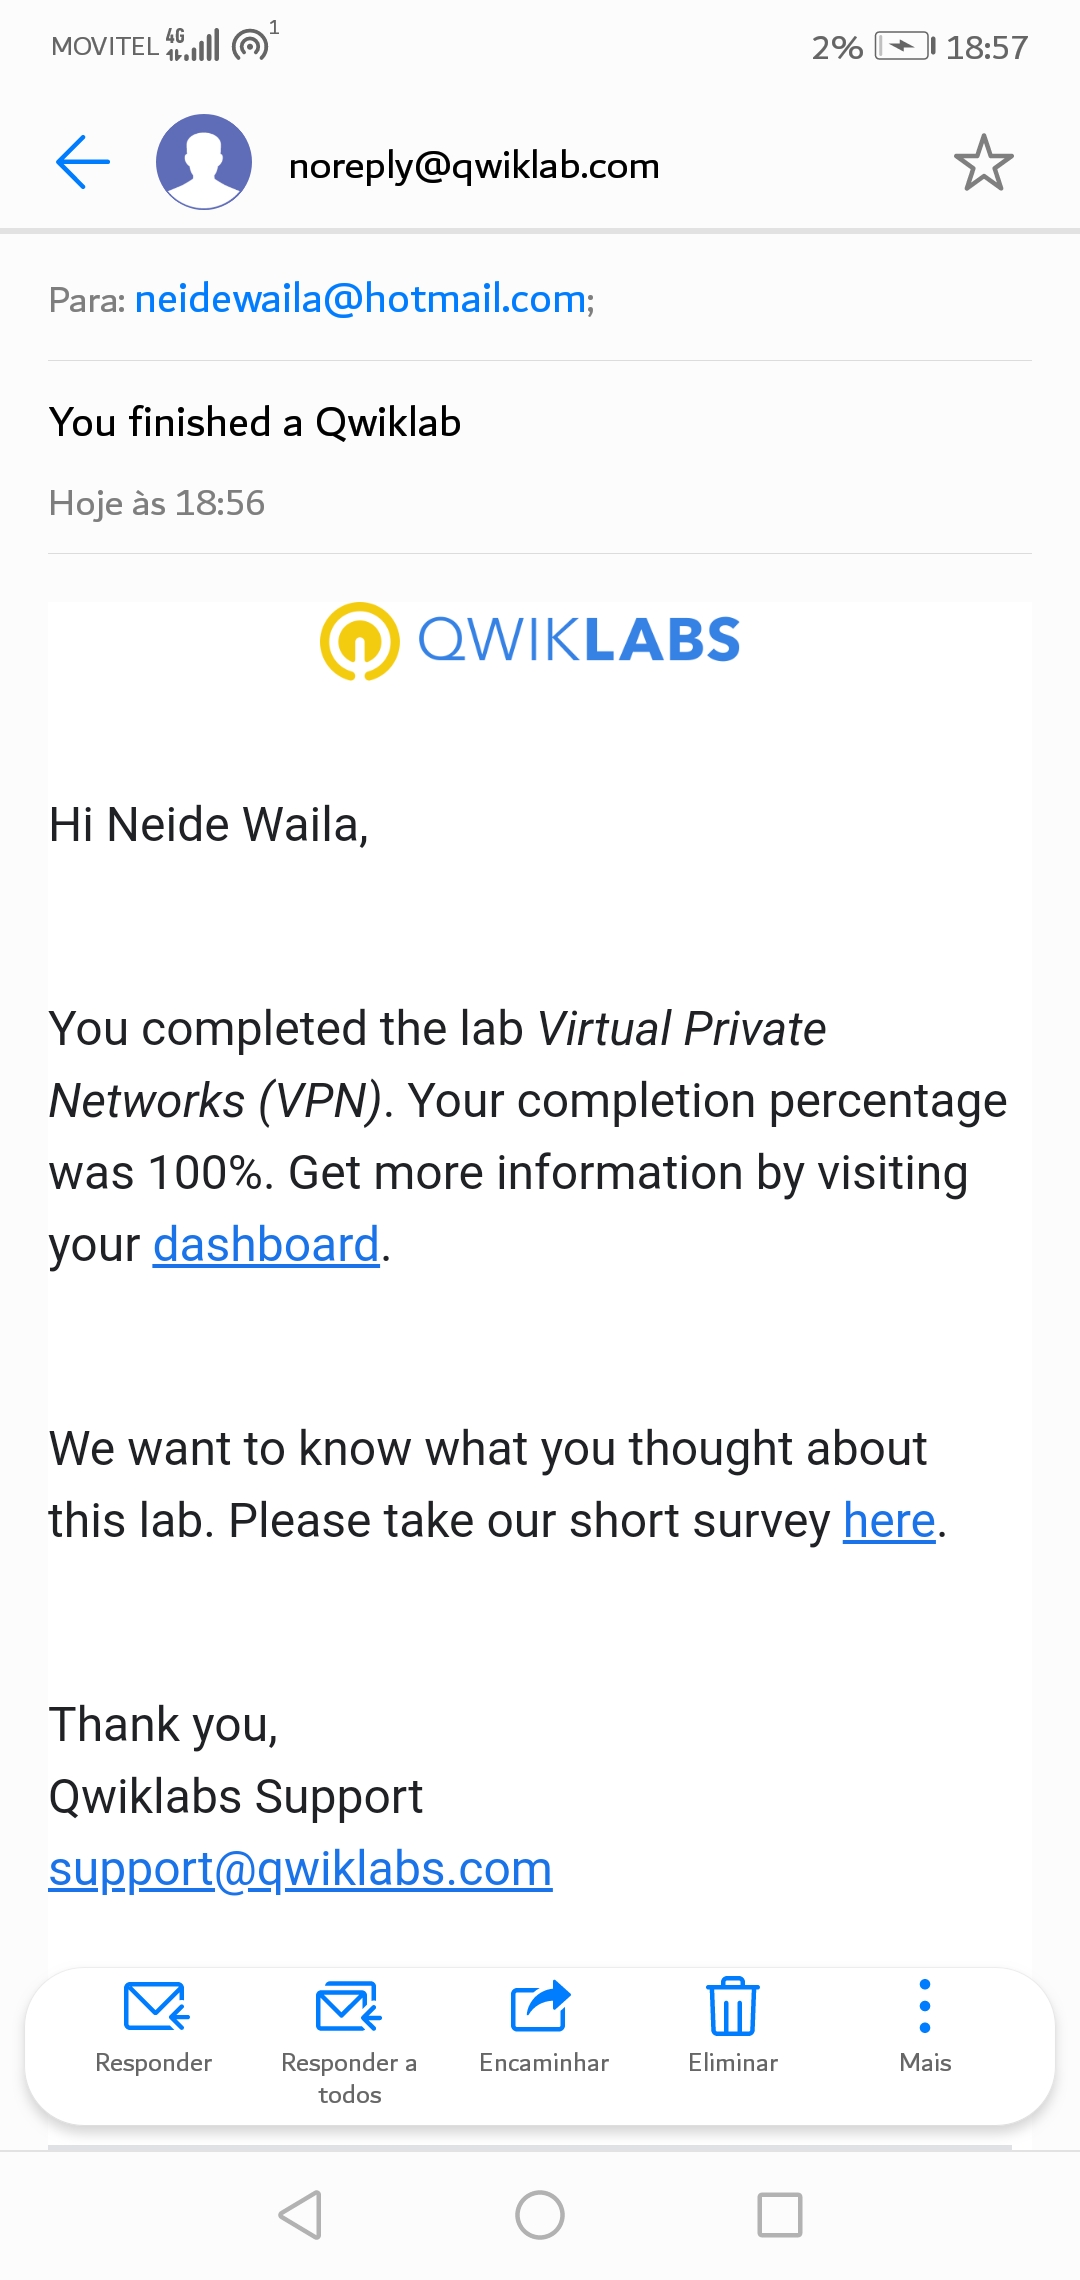 MOVITEL 4G 1 2% 18:57
noreply@qwiklab.com
Para: neidewaila@hotmail.com;
You finished a Qwiklab
Hoje às 18:56
QWIKLABS
Hi Neide Waila,
You completed the lab Virtual Private
Networks (VPN). Your completion percentage
was 100%. Get more information by visiting
your dashboard.
We want to know what you thought about
this lab. Please take our short survey here.
Thank you,
Qwiklabs Support
support@qwiklabs.com
Responder Responder a Encaminhar Eliminar Mais
todos